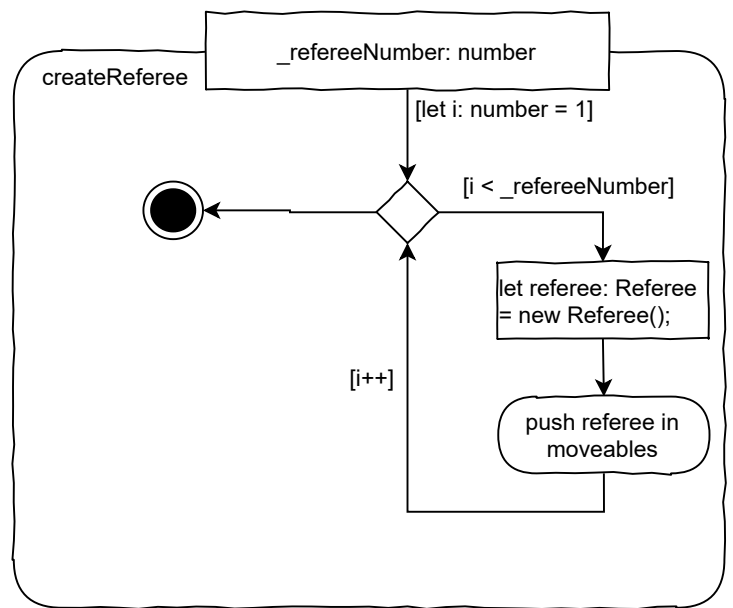 _refereeNumber: number
createReferee
[let i: number = 1]
[i < _refereeNumber]
let referee: Referee
= new Referee();
[i++]
push referee in
moveables